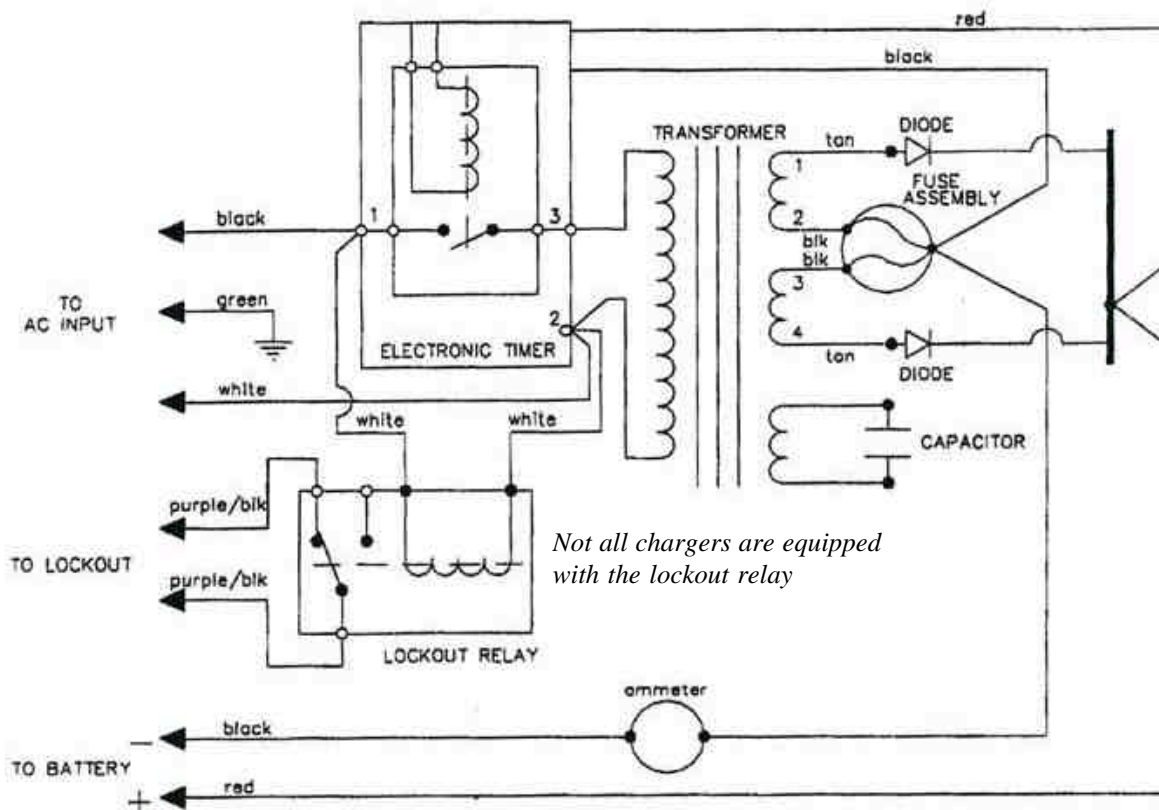 red
black
TRANSFORMER
tan
DIODE
1
FUSE
ASSEMBLY
black
1
3
2
blk
blk
3
TO
AC INPUT
green
2
4
ELECTRONIC TIMER
tan
DIODE
white
white
white
CAPACITOR
purple/blk
Not all chargers are equipped
with the lockout relay
TO LOCKOUT
purple/blk
LOCKOUT RELAY
ammeter
black
−
TO BATTERY
red
+